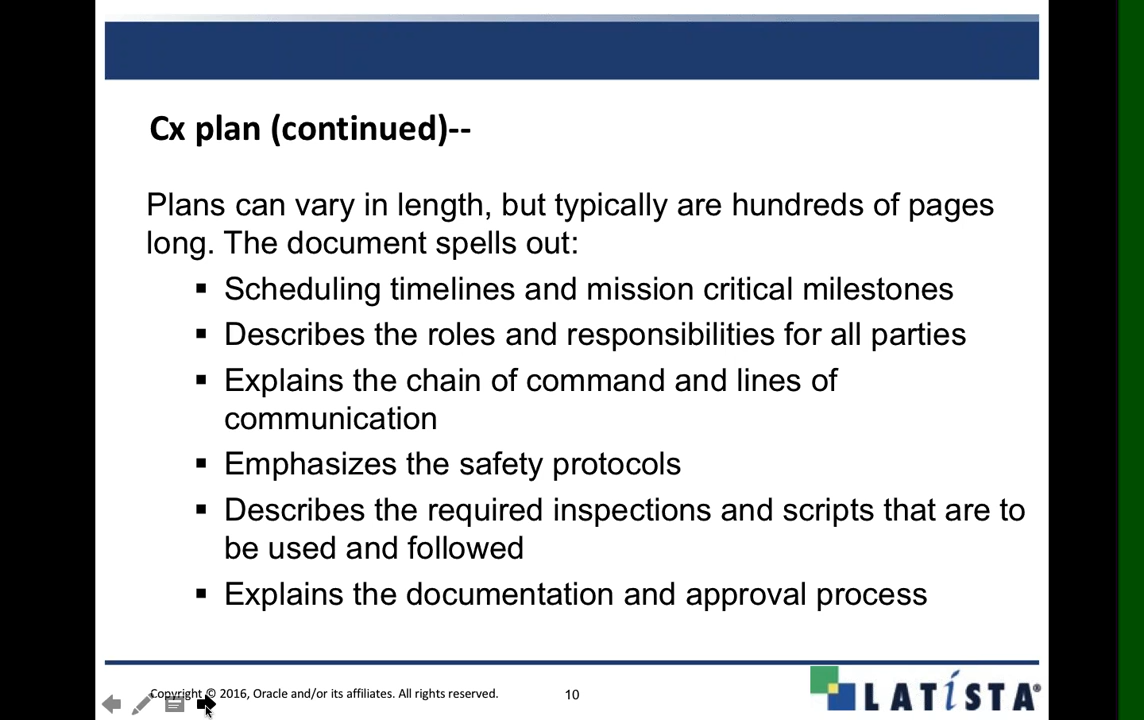 Cx plan (continued)--
Plans can vary in length, but typically are hundreds of pages
long. The document spells out:
▪ Scheduling timelines and mission critical milestones
▪ Describes the roles and responsibilities for all parties
▪ Explains the chain of command and lines of
communication
▪ Emphasizes the safety protocols
▪ Describes the required inspections and scripts that are to
be used and followed
▪ Explains the documentation and approval process
Copyright © 2016, Oracle and/or its affiliates. All rights reserved.
10
LATÍSTA®